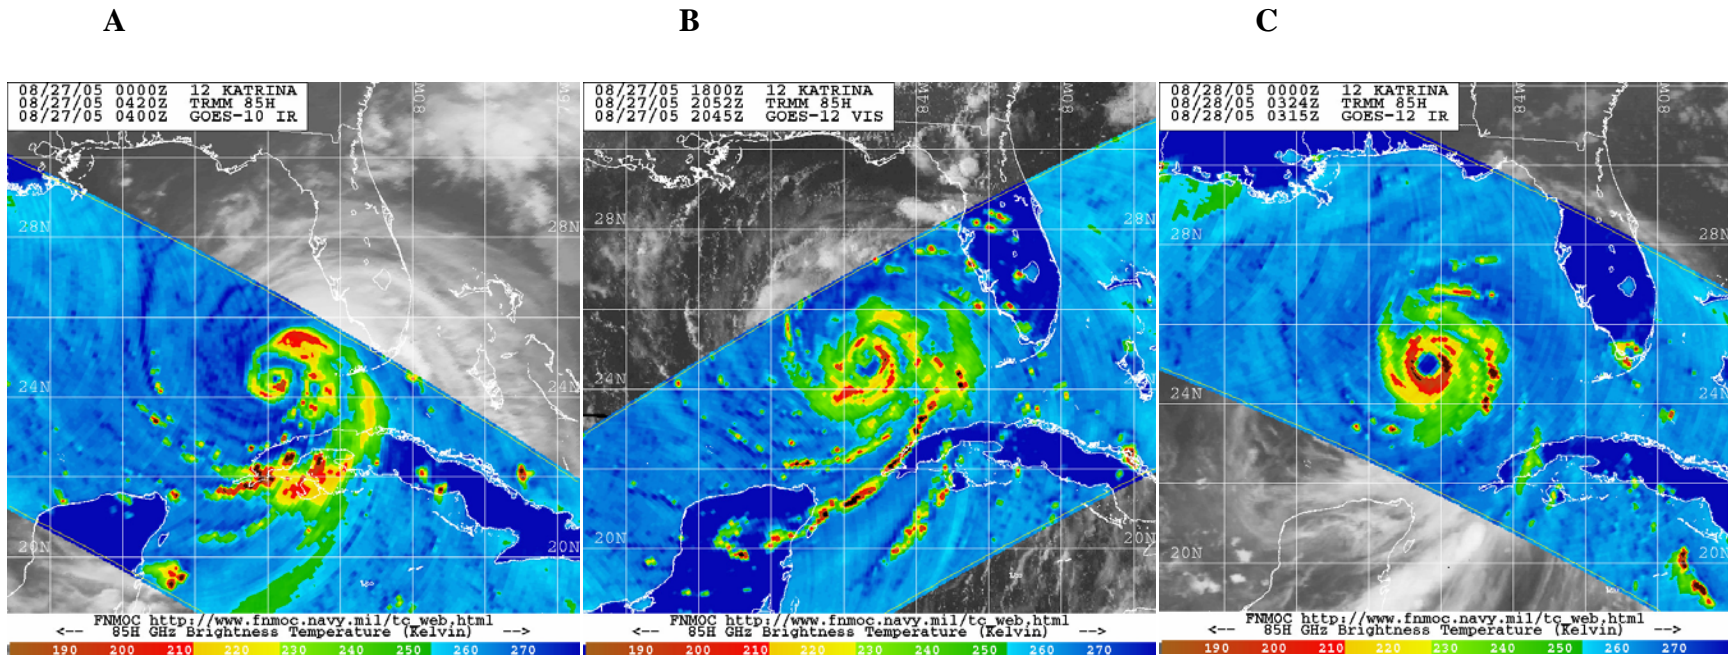 A B C
08/27/05 0000Z 12 KATRINA
08/27/05 0420Z TRMM 85H
08/27/05 0400Z GOES-10 IR
80W
75W
28N 28N
24N 24N
20N 20N
FNMOC http://www.fnmoc.navy.mil/tc_web.html
<-- 85H GHz Brightness Temperature (Kelvin) -->
190 200 210 220 230 240 250 260 270
08/27/05 1800Z 12 KATRINA
08/27/05 2052Z TRMM 85H
08/27/05 2045Z GOES-12 VIS
84W
80W
28N 28N
24N 24N
20N 20N
FNMOC http://www.fnmoc.navy.mil/tc_web.html
<-- 85H GHz Brightness Temperature (Kelvin) -->
190 200 210 220 230 240 250 260 270
08/28/05 0000Z 12 KATRINA
08/28/05 0324Z TRMM 85H
08/28/05 0315Z GOES-12 IR
84W
80W
28N 28N
24N 24N
20N 20N
FNMOC http://www.fnmoc.navy.mil/tc_web.html
<-- 85H GHz Brightness Temperature (Kelvin) -->
190 200 210 220 230 240 250 260 270